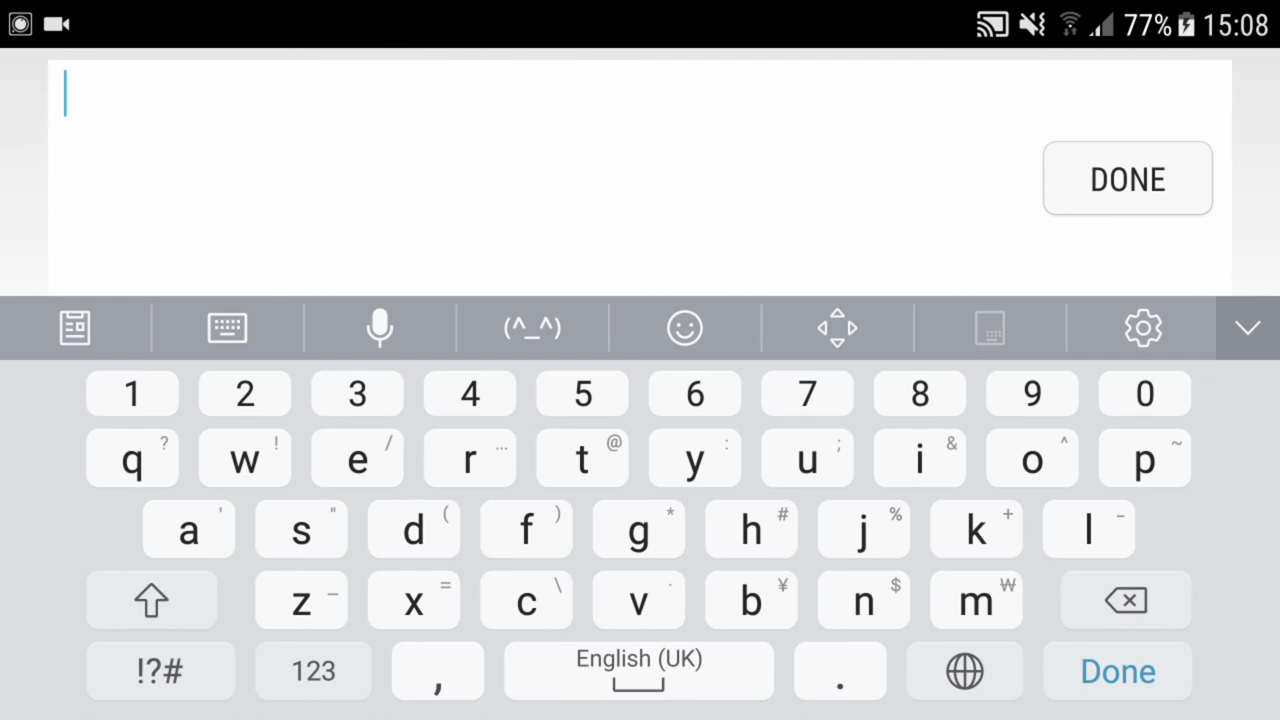 77% 15:08
DONE
(^_^)
1 2 3 4 5 6 7 8 9 0
q ? w ! e / r ... t @ y : u ; i & o ^ p ~
a ' s " d ( f ) g * h # j % k + l -
z _ x = c \ v · b ¥ n $ m ₩
!?# 123 , English (UK) . Done